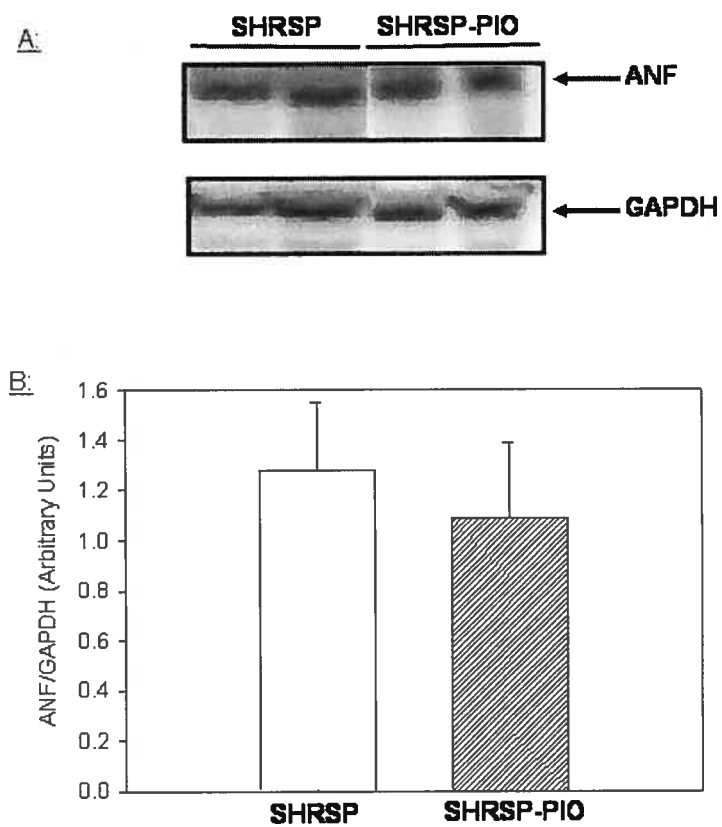 A:
SHRSP SHRSP-PIO
ANF
GAPDH
B:
ANF/GAPDH (Arbitrary Units)
1.6
1.4
1.2
1.0
0.8
0.6
0.4
0.2
0.0
SHRSP SHRSP-PIO